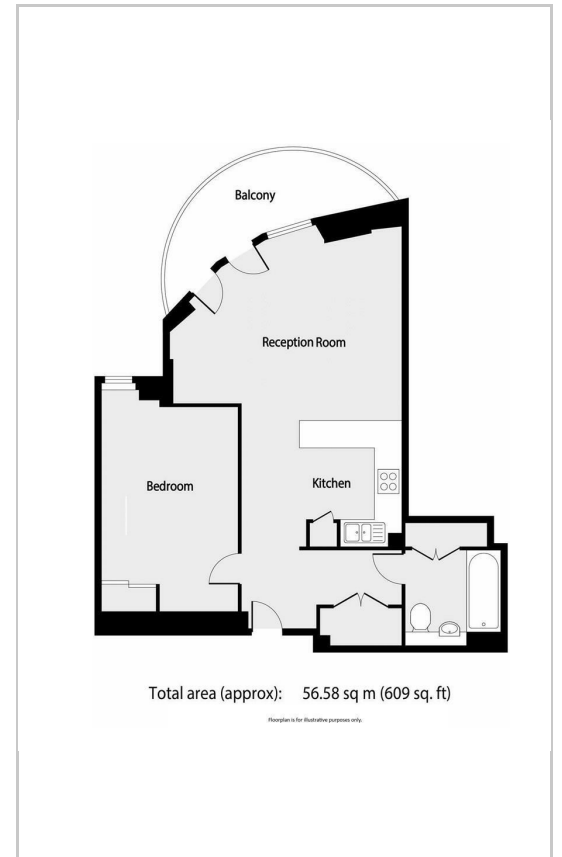 Balcony
Reception Room
Kitchen
Bedroom
Total area (approx): 56.58 sq m (609 sq. ft)
Floorplan is for illustrative purposes only.